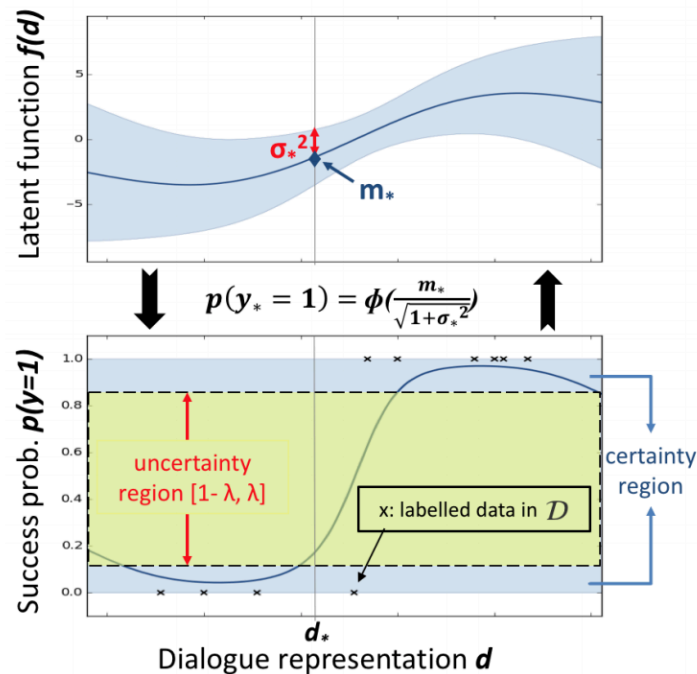 Latent function f(d)
5
0
−5
σ*²
m*
p(y* = 1) = ϕ(m*/√1+σ*²)
Success prob. p(y=1)
1.0
0.8
0.6
0.4
0.2
0.0
uncertainty
region [1- λ, λ]
x: labelled data in 𝒟
certainty
region
d*
Dialogue representation d